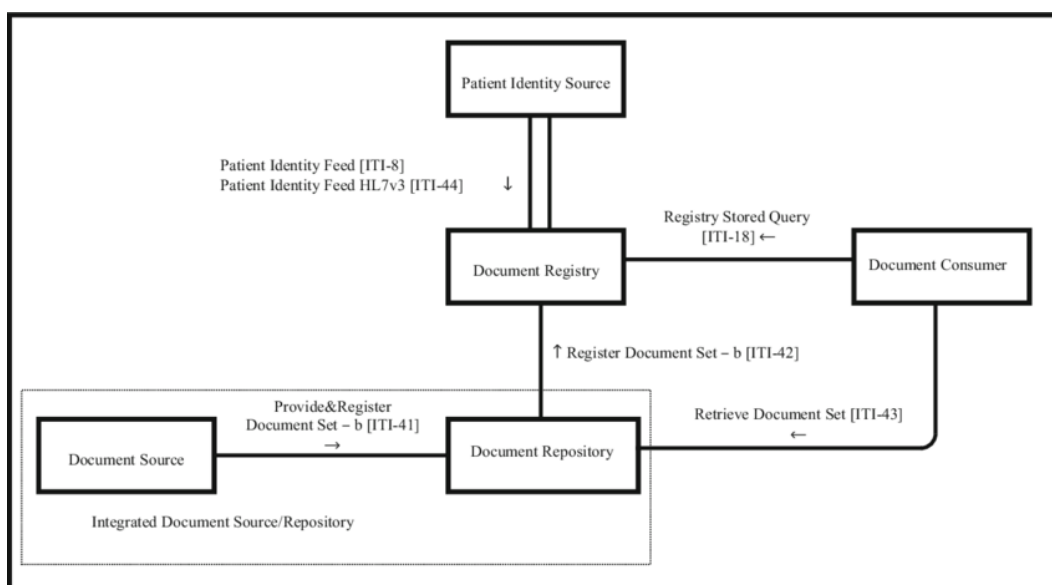 Patient Identity Source
Patient Identity Feed [ITI-8]
Patient Identity Feed HL7v3 [ITI-44] ↓
Registry Stored Query
[ITI-18] ←
Document Registry
Document Consumer
↑ Register Document Set – b [ITI-42]
Provide&Register
Document Set – b [ITI-41]
→
Retrieve Document Set [ITI-43]
←
Document Source
Document Repository
Integrated Document Source/Repository